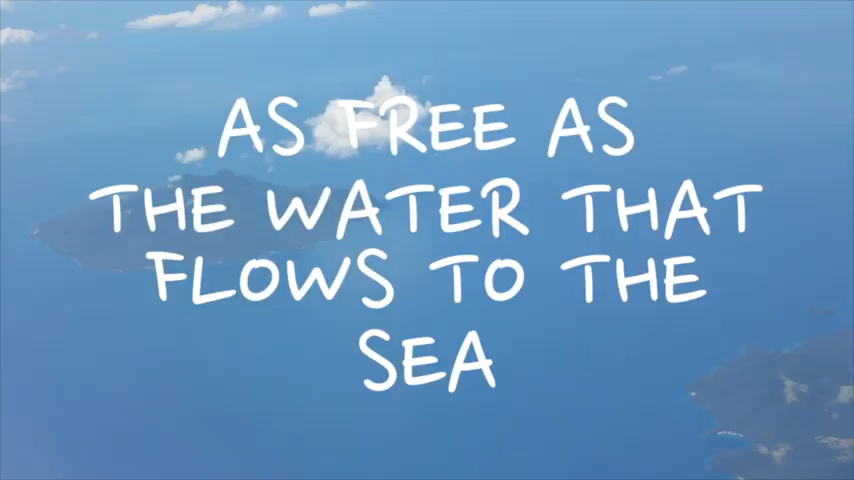 AS FREE AS
THE WATER THAT
FLOWS TO THE
SEA